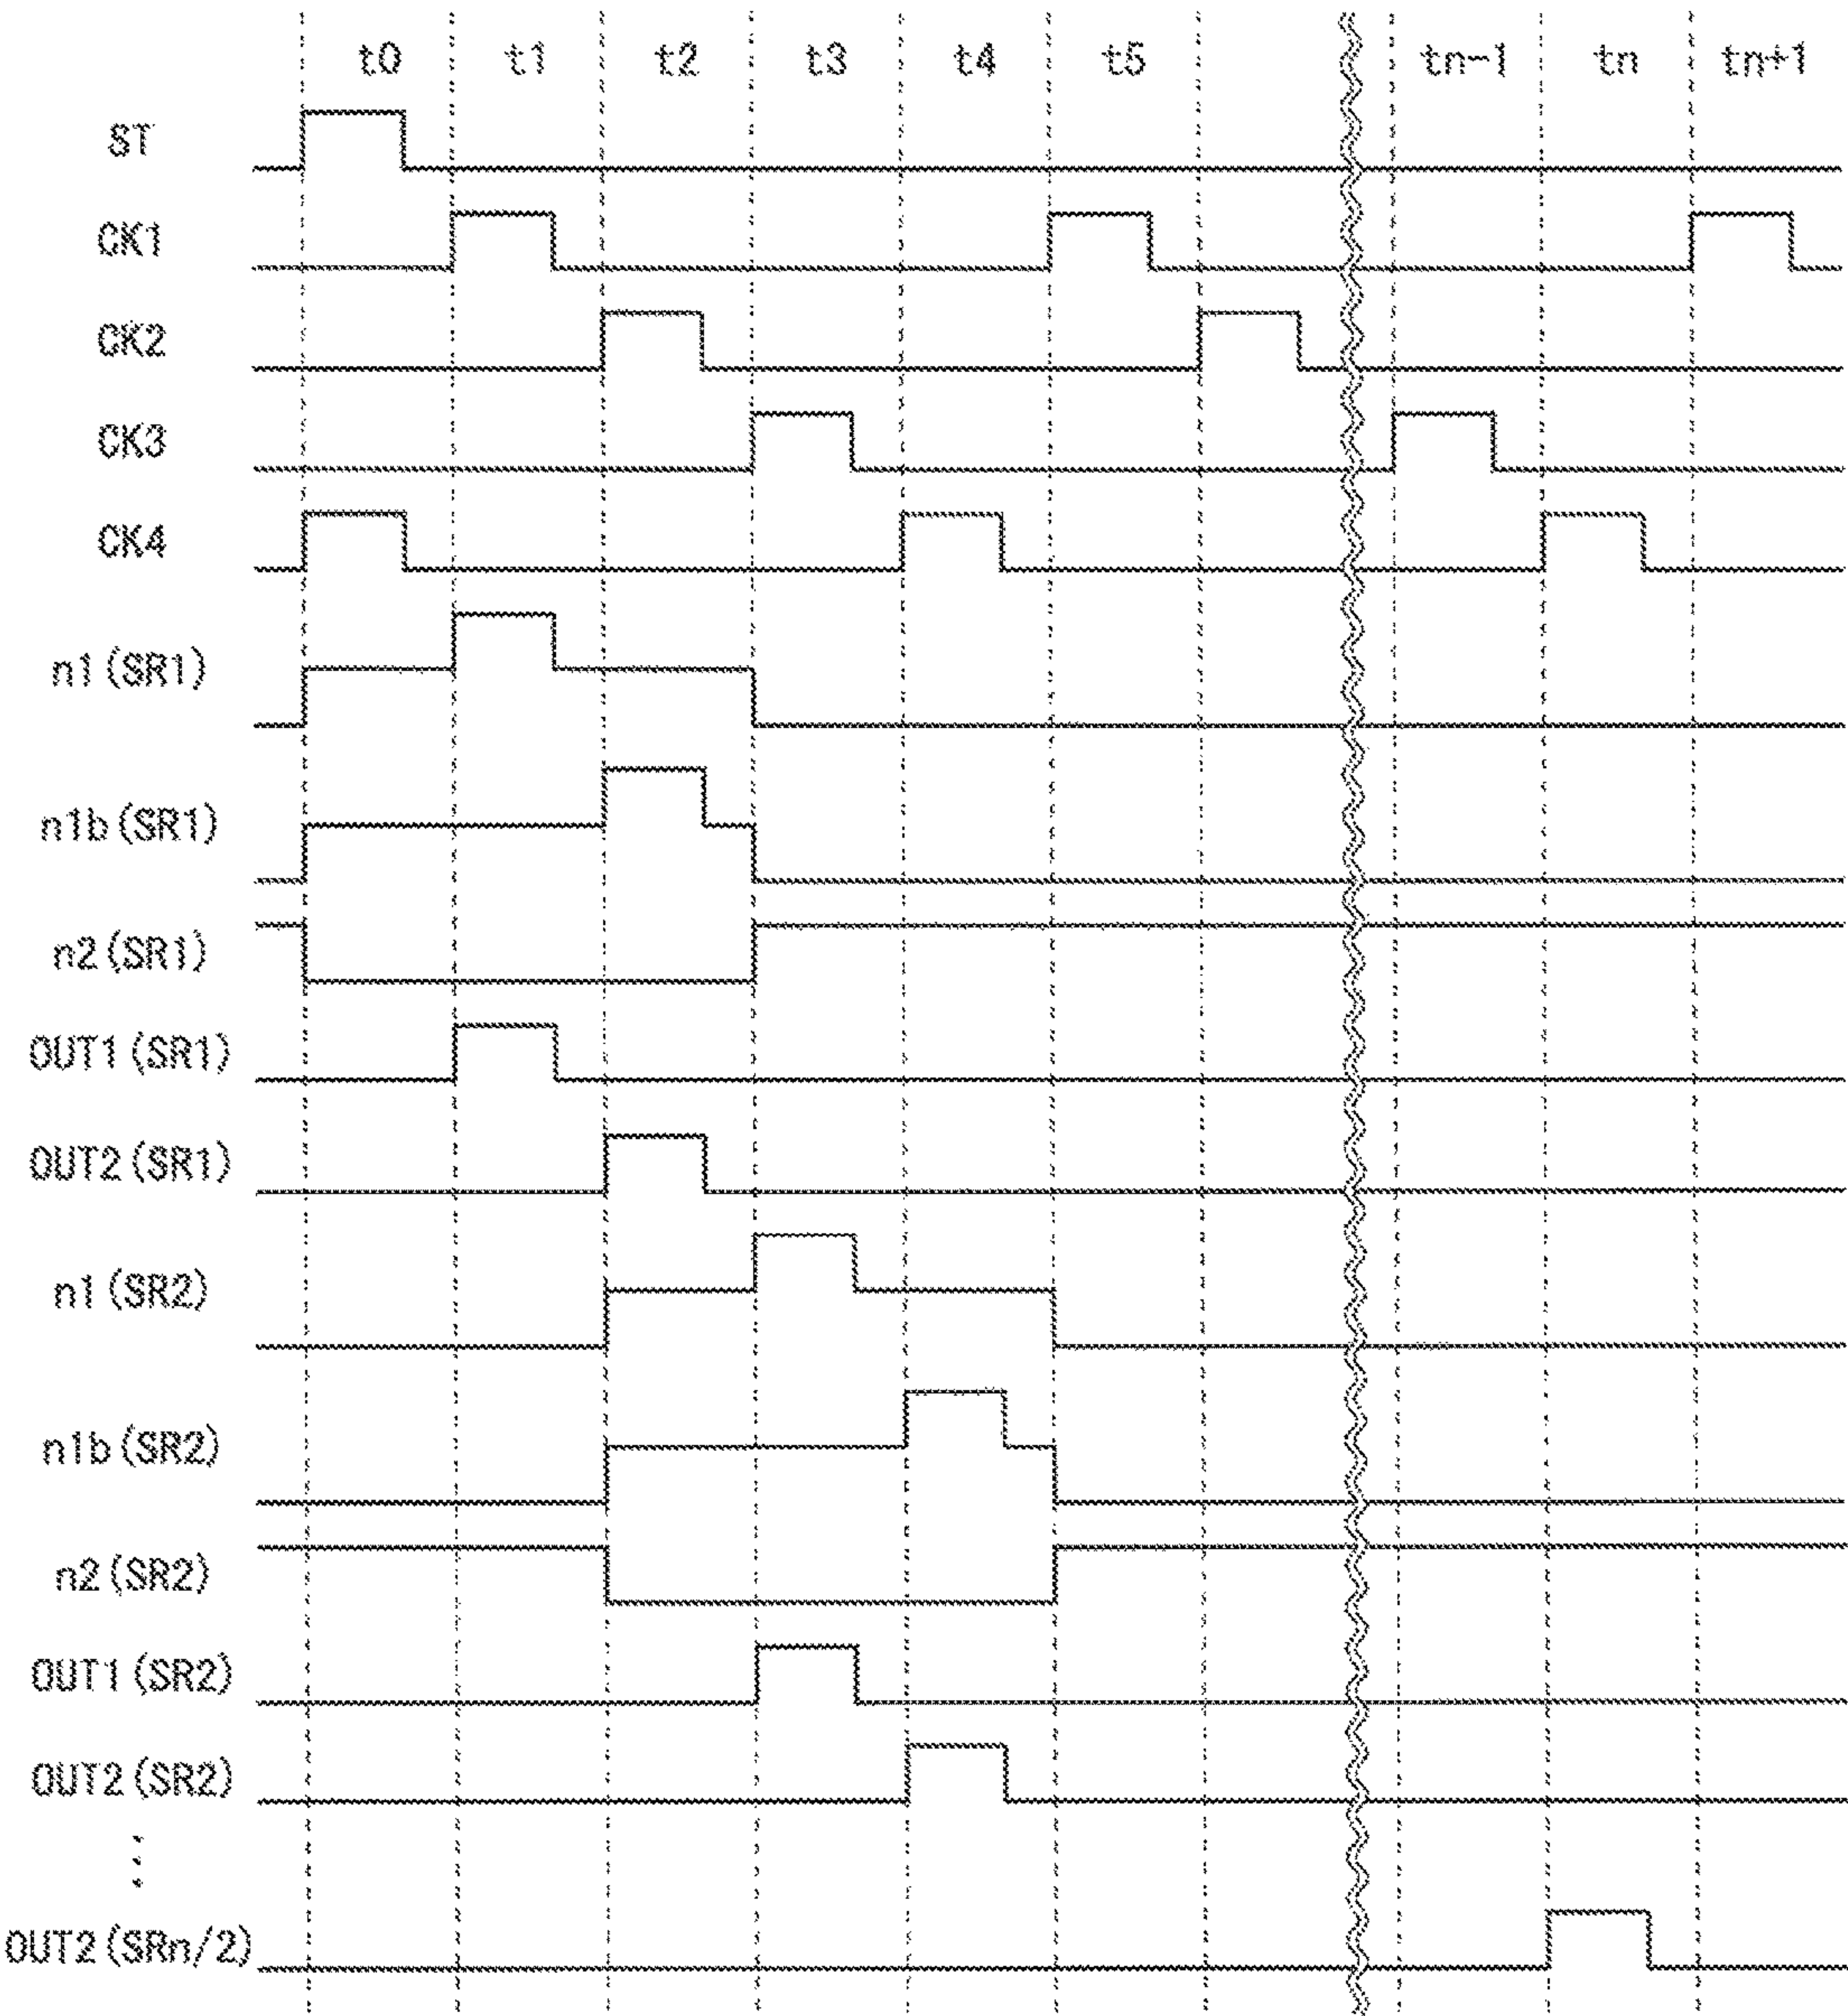 t0 t1 t2 t3 t4 t5 tn-1 tn tn+1
ST
CK1
CK2
CK3
CK4
n1(SR1)
n1b(SR1)
n2(SR1)
OUT1(SR1)
OUT2(SR1)
n1(SR2)
n1b(SR2)
n2(SR2)
OUT1(SR2)
OUT2(SR2)
⋮
OUT2(SRn/2)